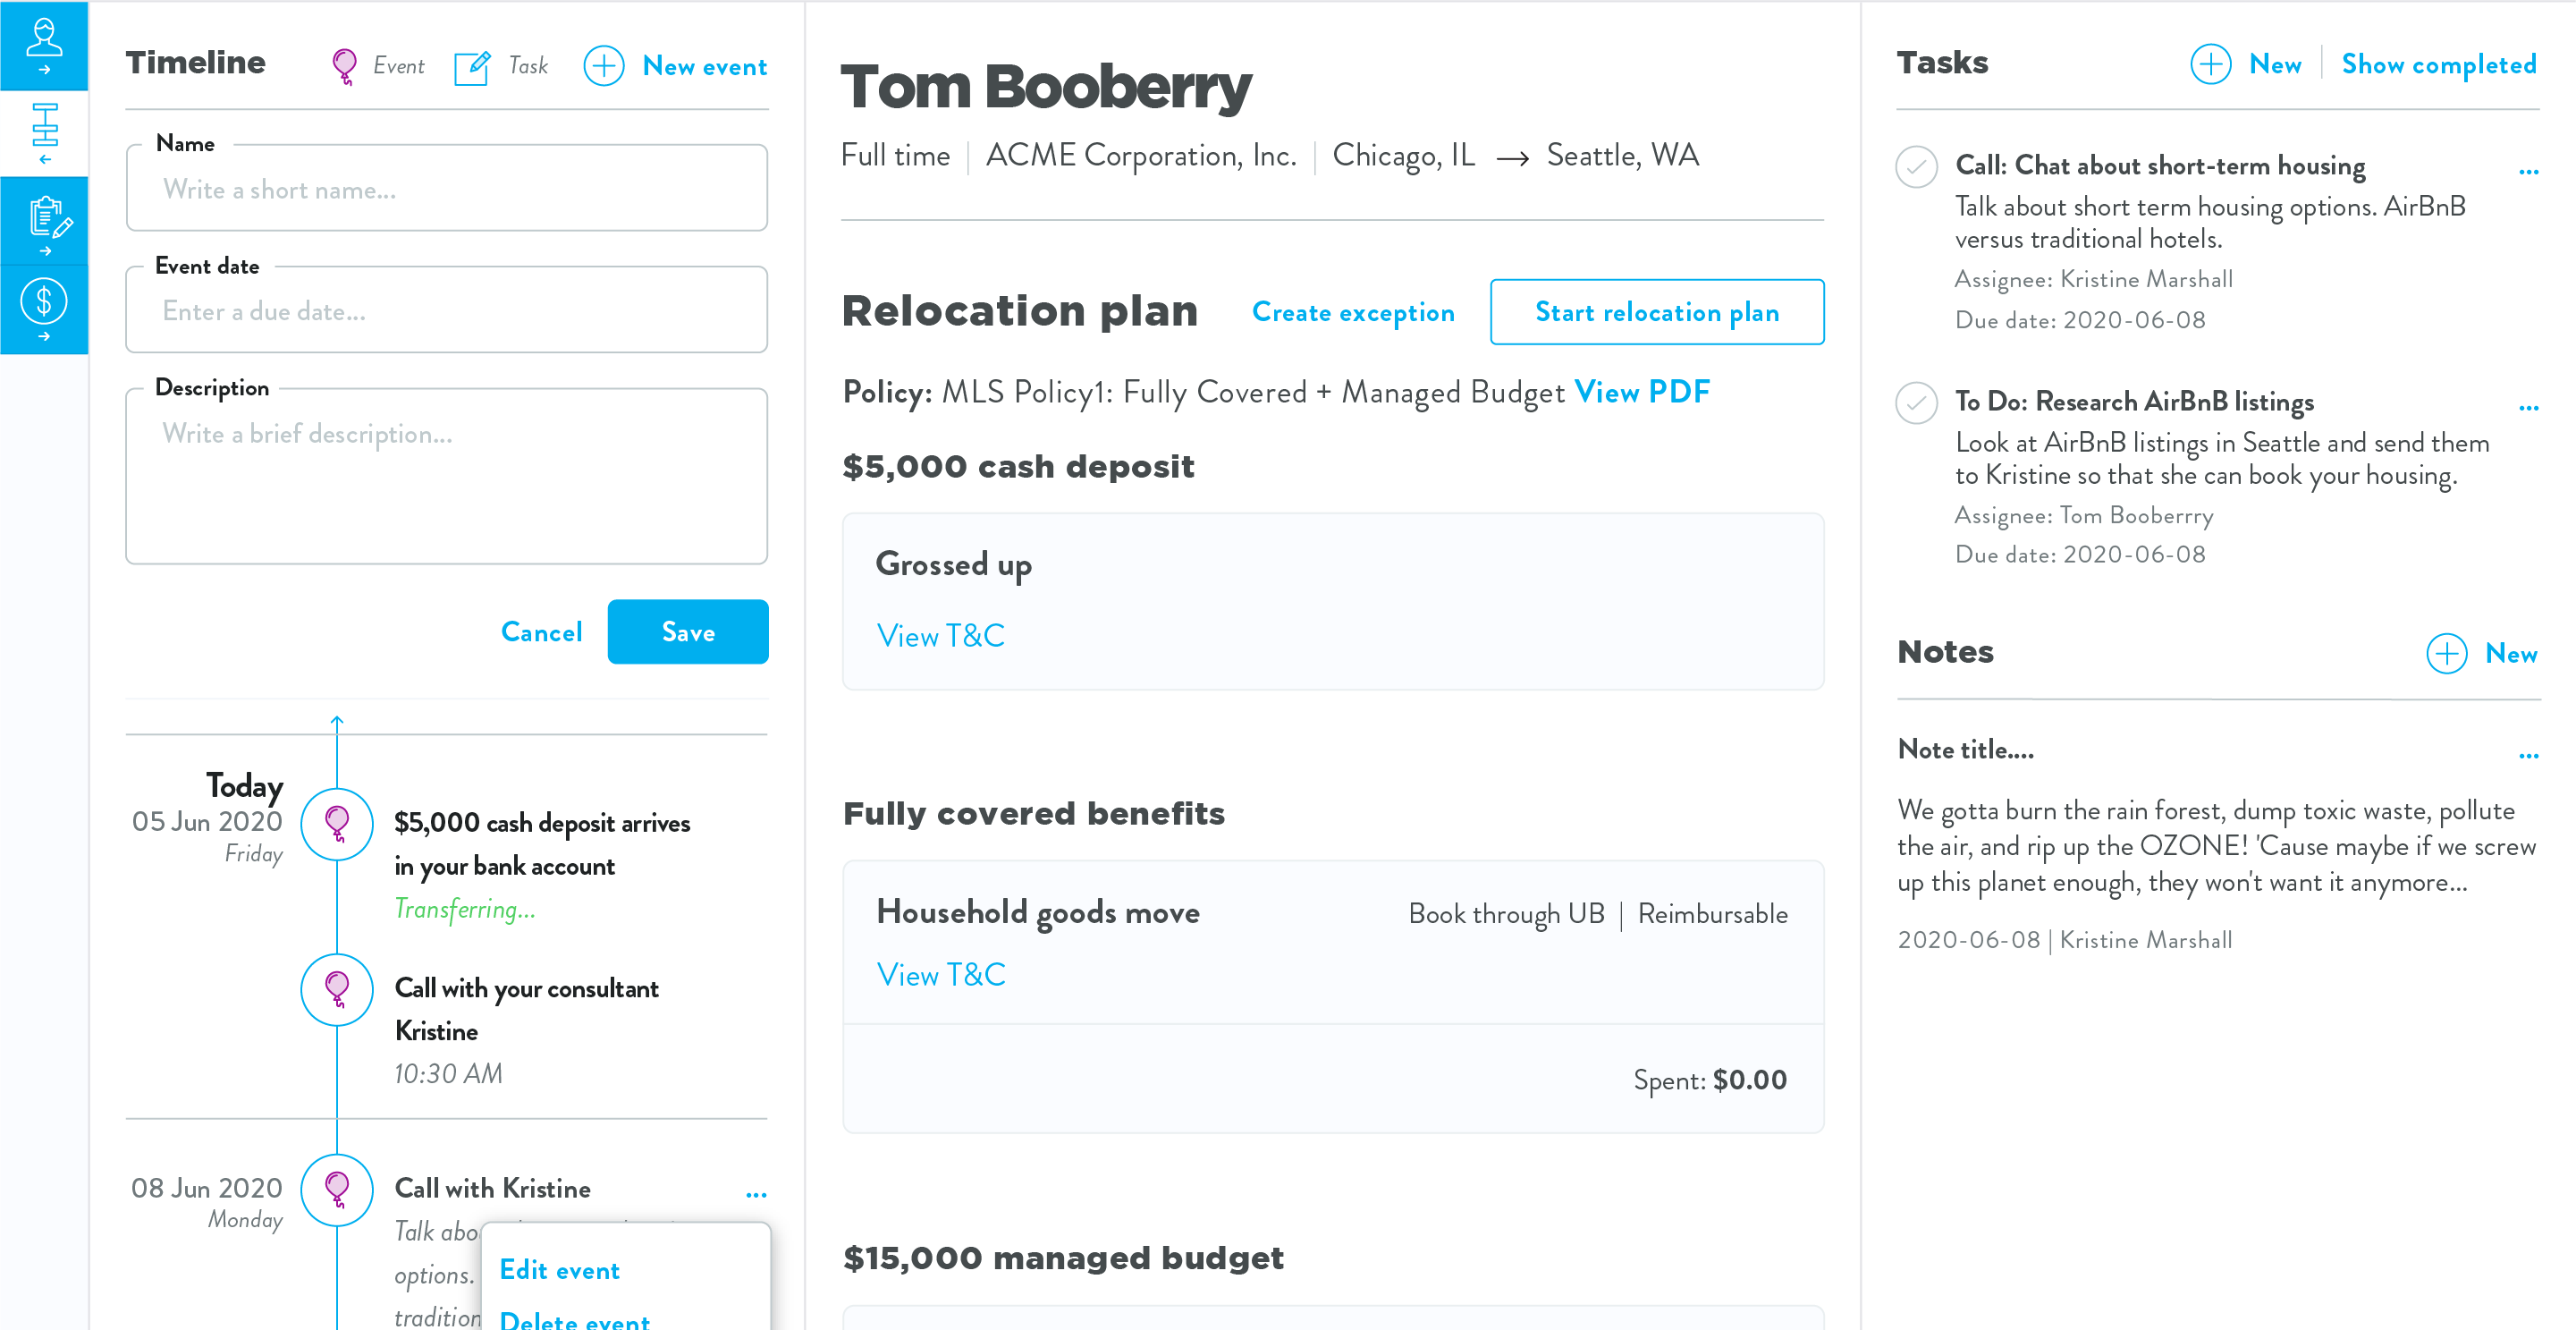 Timeline
Event
Task
New event
Name
Write a short name...
Event date
Enter a due date...
Description
Write a brief description...
Cancel
Save
Today
05 Jun 2020
Friday
$5,000 cash deposit arrives
in your bank account
Transferring...
Call with your consultant
Kristine
10:30 AM
08 Jun 2020
Monday
Call with Kristine
...
Talk
options.
Edit event
Delete event
Tom Booberry
Full time | ACME Corporation, Inc. | Chicago, IL → Seattle, WA
Relocation plan
Create exception
Start relocation plan
Policy: MLS Policy1: Fully Covered + Managed Budget View PDF
$5,000 cash deposit
Grossed up
View T&C
Fully covered benefits
Household goods move
Book through UB | Reimbursable
View T&C
Spent: $0.00
$15,000 managed budget
Tasks
New | Show completed
Call: Chat about short-term housing
...
Talk about short term housing options. AirBnB
versus traditional hotels.
Assignee: Kristine Marshall
Due date: 2020-06-08
To Do: Research AirBnB listings
...
Look at AirBnB listings in Seattle and send them
to Kristine so that she can book your housing.
Assignee: Tom Booberrry
Due date: 2020-06-08
Notes
New
Note title....
...
We gotta burn the rain forest, dump toxic waste, pollute
the air, and rip up the OZONE! 'Cause maybe if we screw
up this planet enough, they won't want it anymore...
2020-06-08 | Kristine Marshall